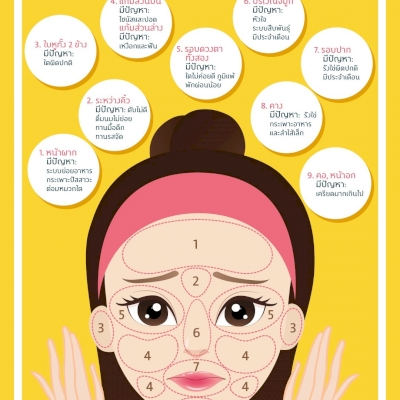 1. หน้าผาก
มีปัญหา:
ระบบย่อยอาหาร
กระเพาะปัสสาวะ
ต่อมหมวกไต
2. ระหว่างคิ้ว
มีปัญหา: ตับไม่ดี
ดื่มนมไม่ย่อย
ทานมื้อดึก
ทานรสจัด
3. ใบหูทั้ง 2 ข้าง
มีปัญหา:
ไตผิดปกติ
4. แก้มส่วนบน
มีปัญหา:
ไซนัสและปอด
แก้มส่วนล่าง
มีปัญหา:
เหงือกและฟัน
5. รอบดวงตา
ทั้งสอง
มีปัญหา:
ไตไม่ค่อยดี ภูมิแพ้
พักผ่อนน้อย
มีปัญหา:
หัวใจ
ระบบสืบพันธุ์
มีประจำเดือน
7. รอบปาก
มีปัญหา:
รังไข่ผิดปกติ
มีประจำเดือน
8. คาง
มีปัญหา: รังไข่
กระเพาะอาหาร
และลำไส้เล็ก
9. คอ, หน้าอก
มีปัญหา:
เครียดมากเกินไป
1
2
5 5
3 6 3
4 4
7
4 4